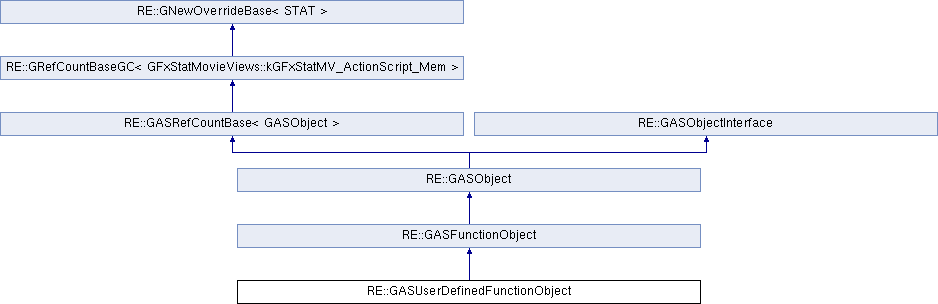 RE::GNewOverrideBase< STAT >
RE::GRefCountBaseGC< GFxStatMovieViews::kGFxStatMV_ActionScript_Mem >
RE::GASRefCountBase< GASObject >
RE::GASObjectInterface
RE::GASObject
RE::GASFunctionObject
RE::GASUserDefinedFunctionObject